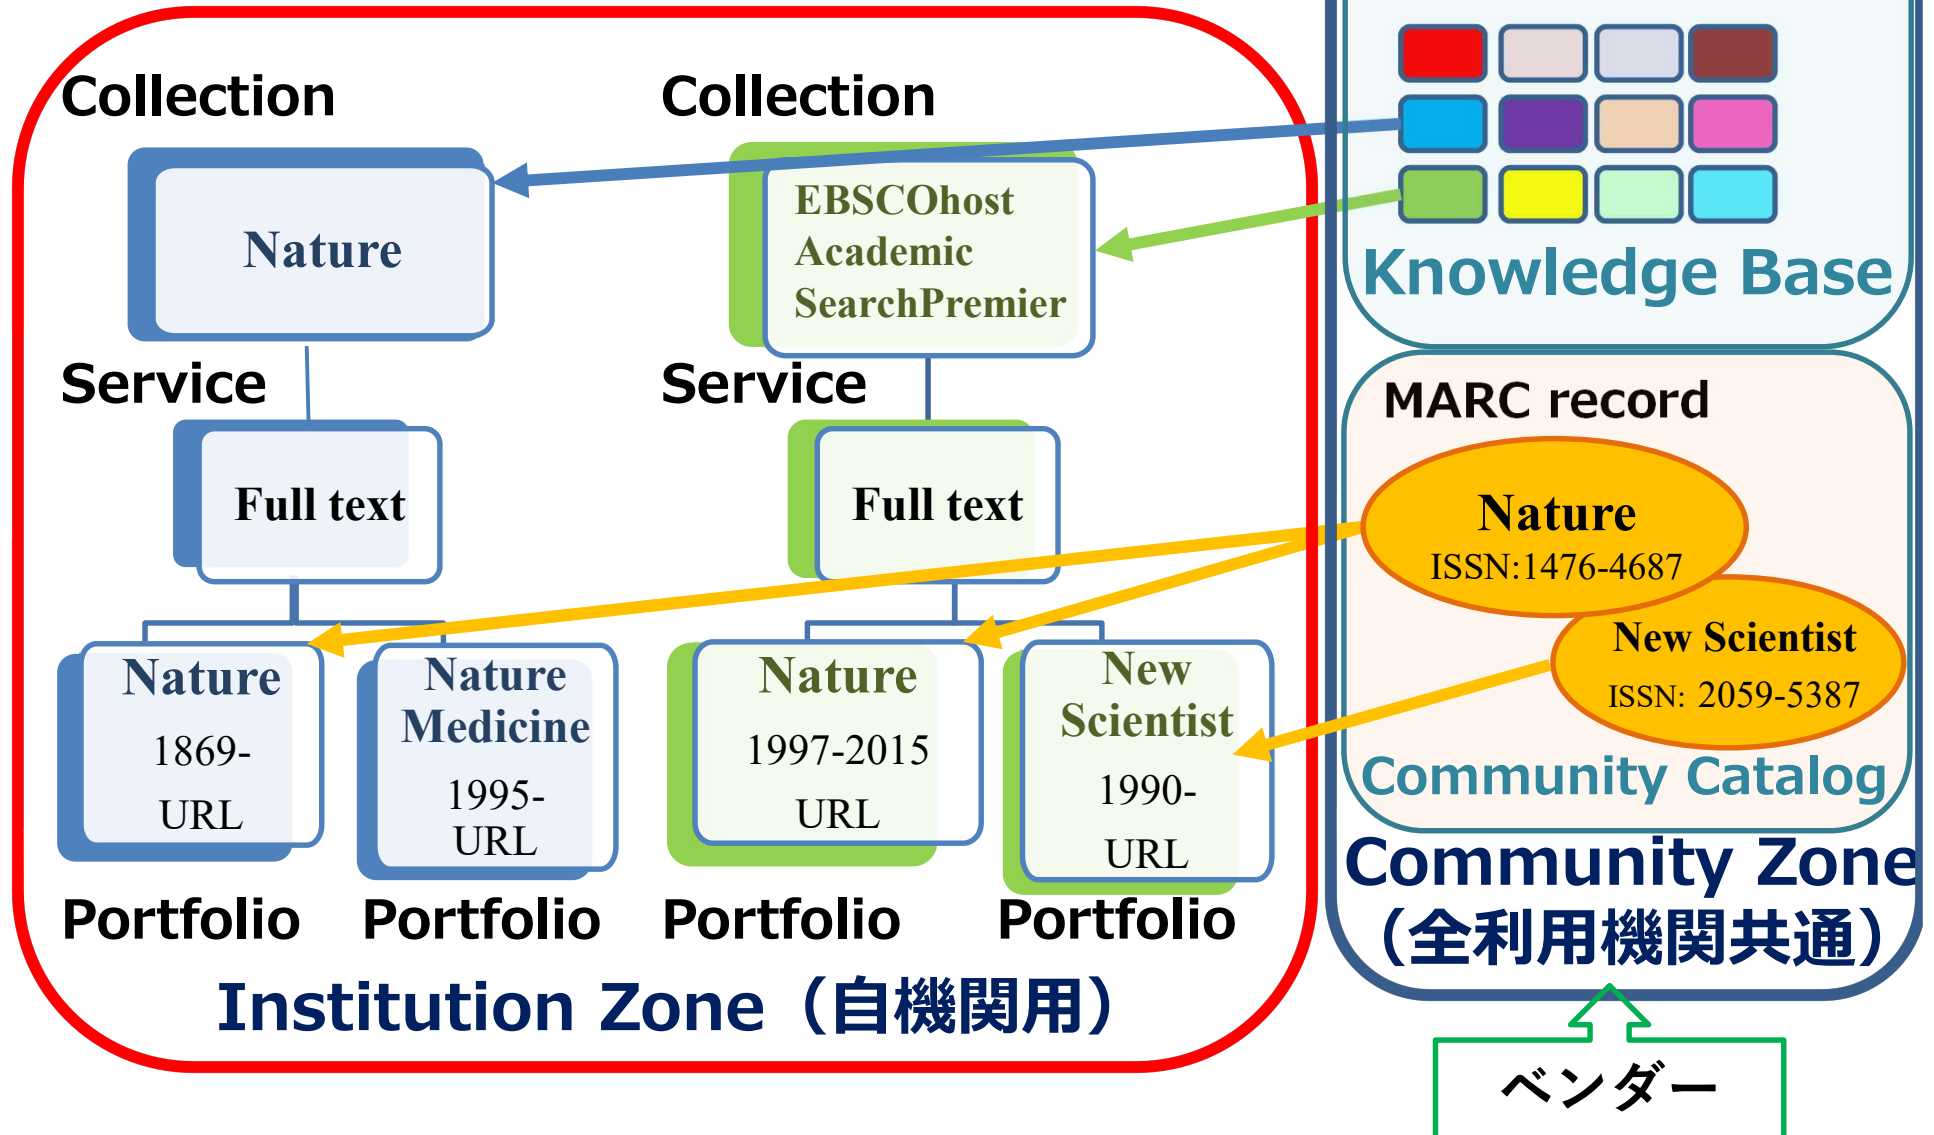 Collection
Nature
Service
Full text
Nature
1869-
URL
Portfolio
Nature
Medicine
1995-
URL
Portfolio
Collection
EBSCOhost
Academic
SearchPremier
Service
Full text
Nature
1997-2015
URL
Portfolio
New
Scientist
1990-
URL
Portfolio
Institution Zone（自機関用）
Knowledge Base
MARC record
Nature
ISSN:1476-4687
New Scientist
ISSN: 2059-5387
Community Catalog
Community Zone
（全利用機関共通）
ベンダー